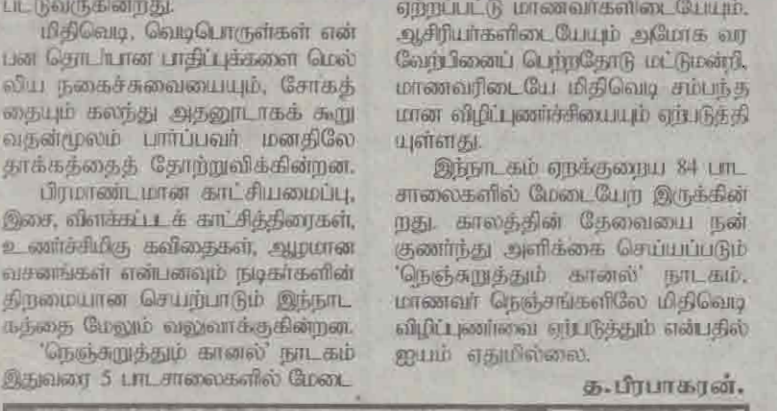 பட்டுவருகின்றது.
மிதிவெடி, வெடிபொருள்கள் என்
பன தொடர்பான பாதிப்புக்களை மெல்
லிய நகைச்சுவையையும், சோகத்
தையும் கலந்து அதனூடாகக் கூறு
வதன்மூலம் பார்ப்பவர் மனதிலே
தாக்கத்தைத் தோற்றுவிக்கின்றன.
பிரமாண்டமான காட்சியமைப்பு,
இசை, விளக்கப்படக் காட்சித்திரைகள்,
உணர்ச்சிமிகு கவிதைகள், ஆழமான
வசனங்கள் என்பனவும் நடிகர்களின்
திறமையான செயற்பாடும் இந்நாட
கத்தை மேலும் வலுவாக்குகின்றன.
'நெஞ்சுறுத்தும் கானல்' நாடகம்
இதுவரை 5 பாடசாலைகளில் மேடை
ஏற்றப்பட்டு மாணவர்களிடையேயும்.
ஆசிரியர்களிடையேயும் அமோக வர
வேற்பினைப் பெற்றதோடு மட்டுமன்றி,
மாணவரிடையே மிதிவெடி சம்பந்த
மான விழிப்புணர்ச்சியையும் ஏற்படுத்தி
யுள்ளது.
இந்நாடகம் ஏறக்குறைய 84 பாட
சாலைகளில் மேடையேற இருக்கின்
றது. காலத்தின் தேவையை நன்
குணர்ந்து அளிக்கை செய்யப்படும்
'நெஞ்சுறுத்தும் கானல்' நாடகம்.
மாணவர் நெஞ்சங்களிலே மிதிவெடி
விழிப்புணர்வை ஏற்படுத்தும் என்பதில்
ஐயம் ஏதுமில்லை.
த.பிரபாகரன்.